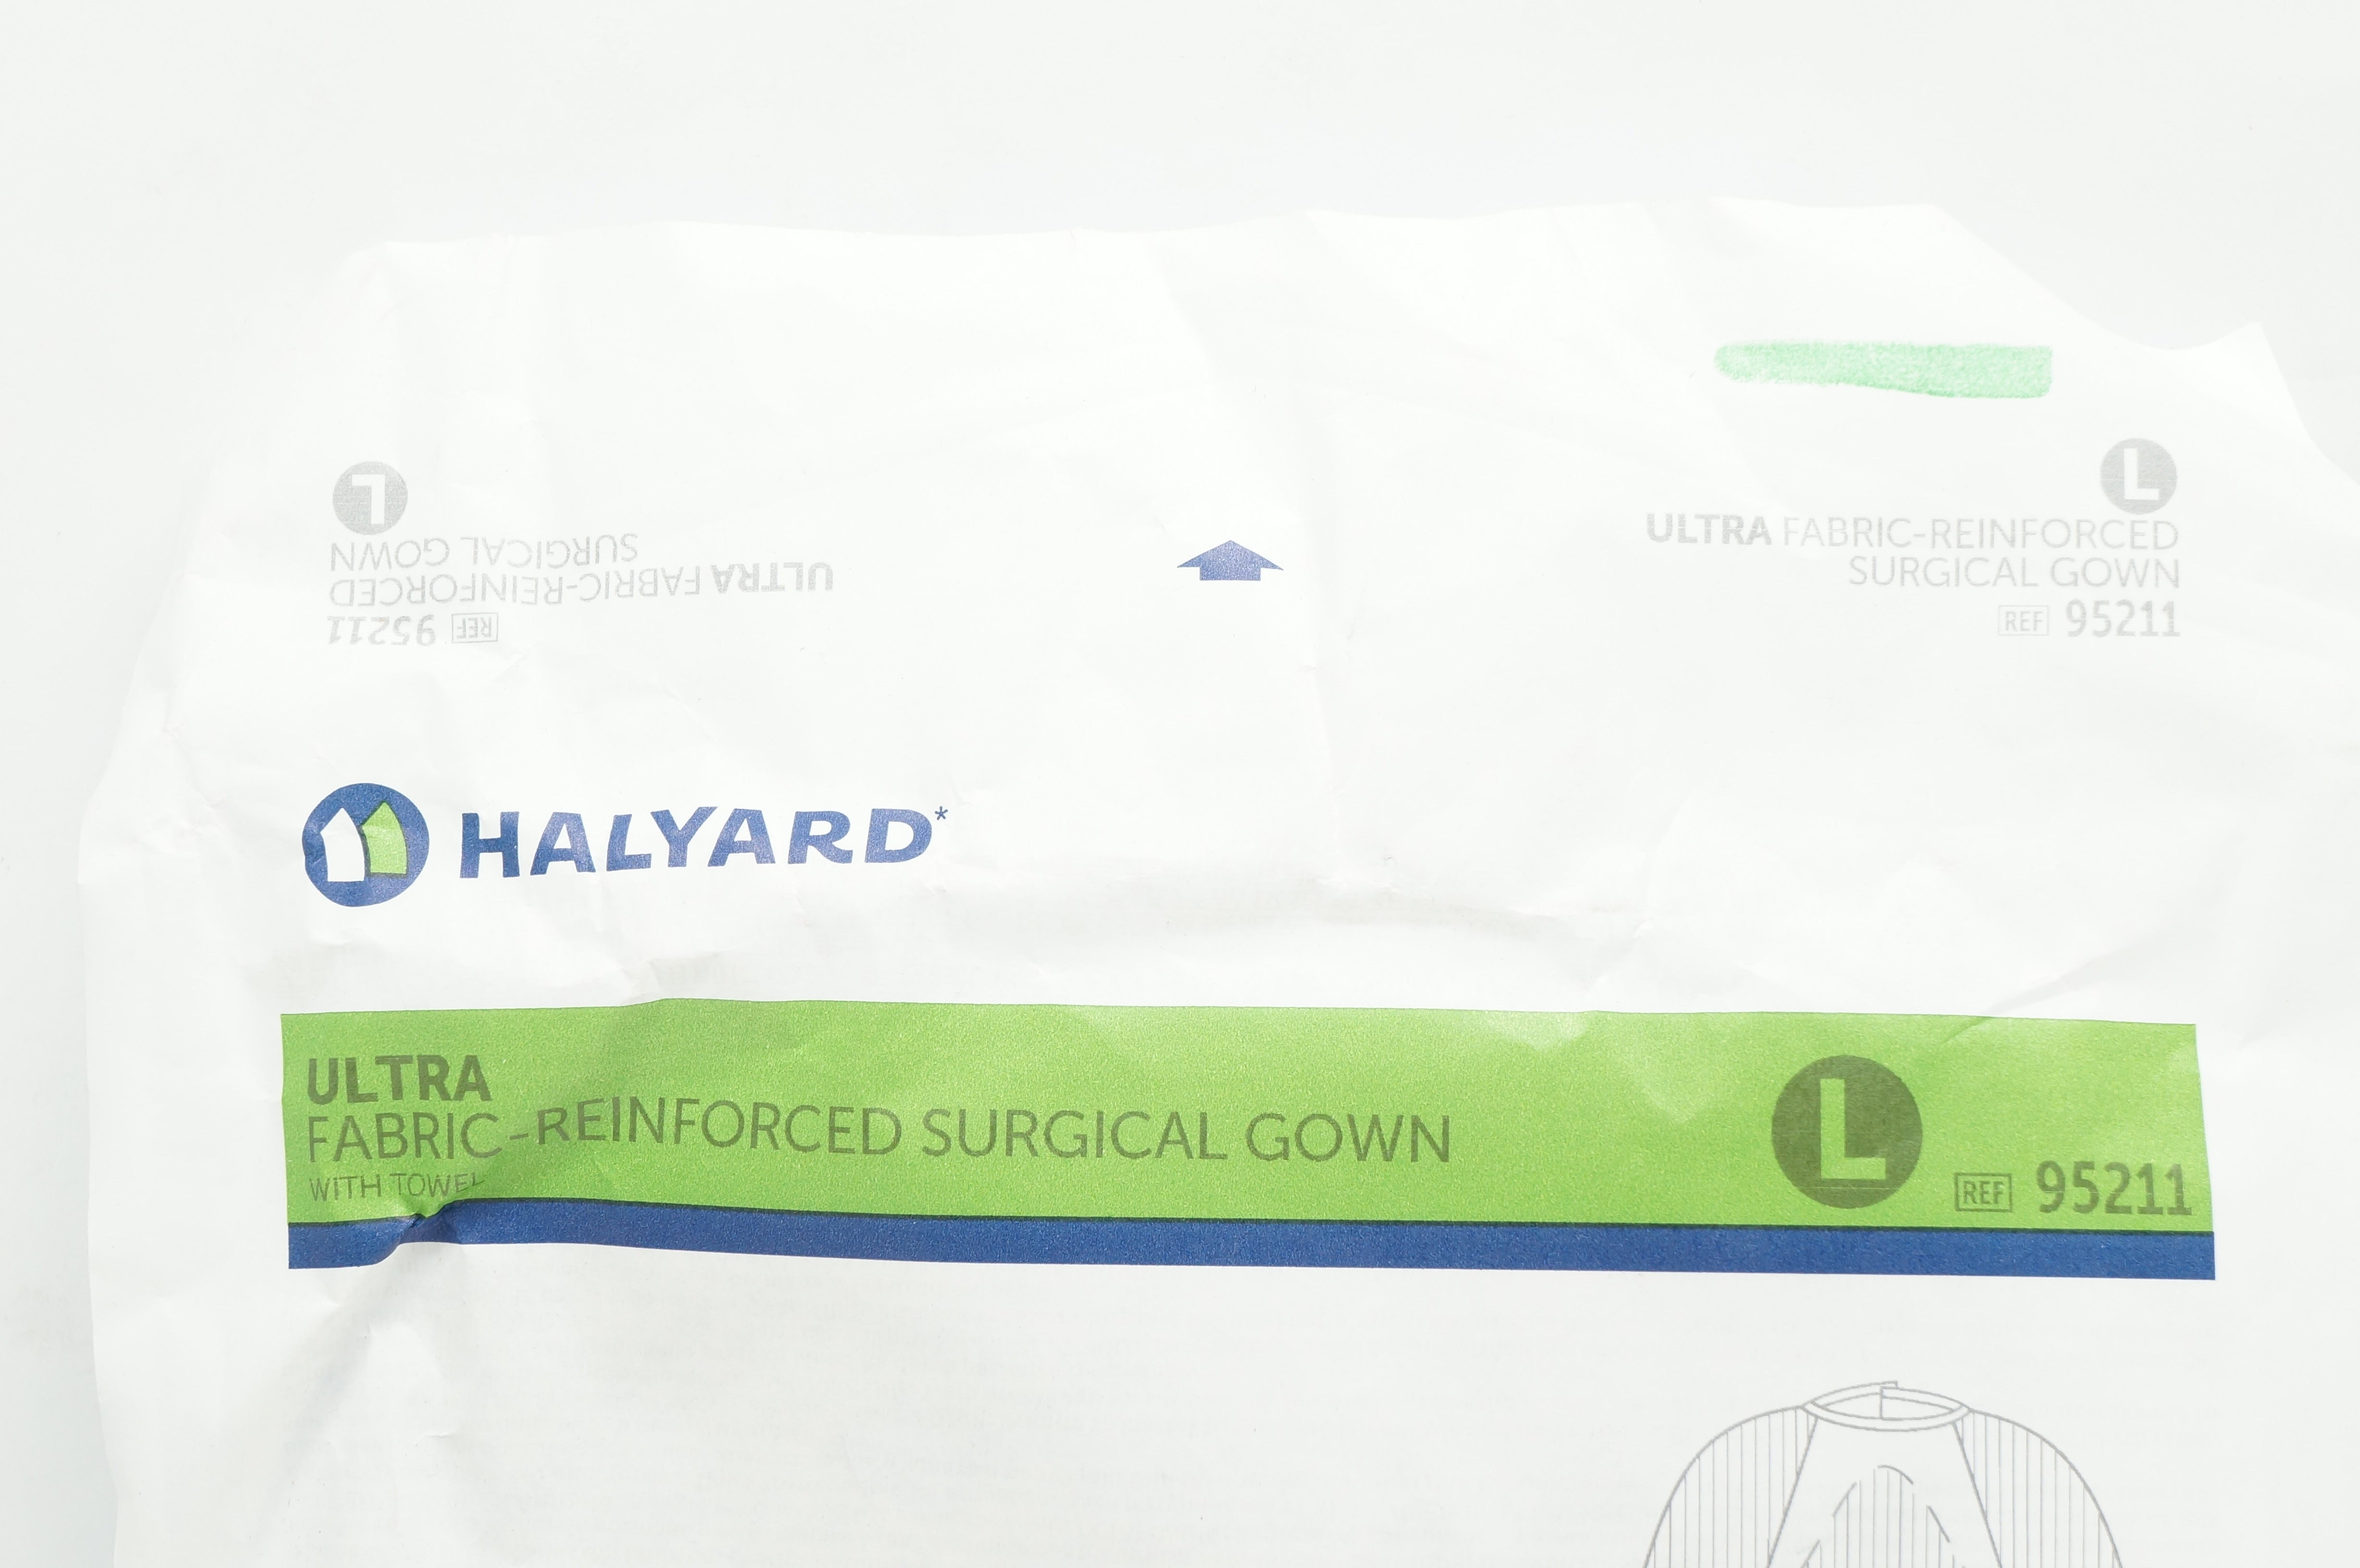 L
SURGICAL GOWN
ULTRA FABRIC-REINFORCED
REF 95211
L
ULTRA FABRIC-REINFORCED
SURGICAL GOWN
REF 95211
HALYARD*
ULTRA
FABRIC-REINFORCED SURGICAL GOWN
WITH TOWEL
L
REF 95211